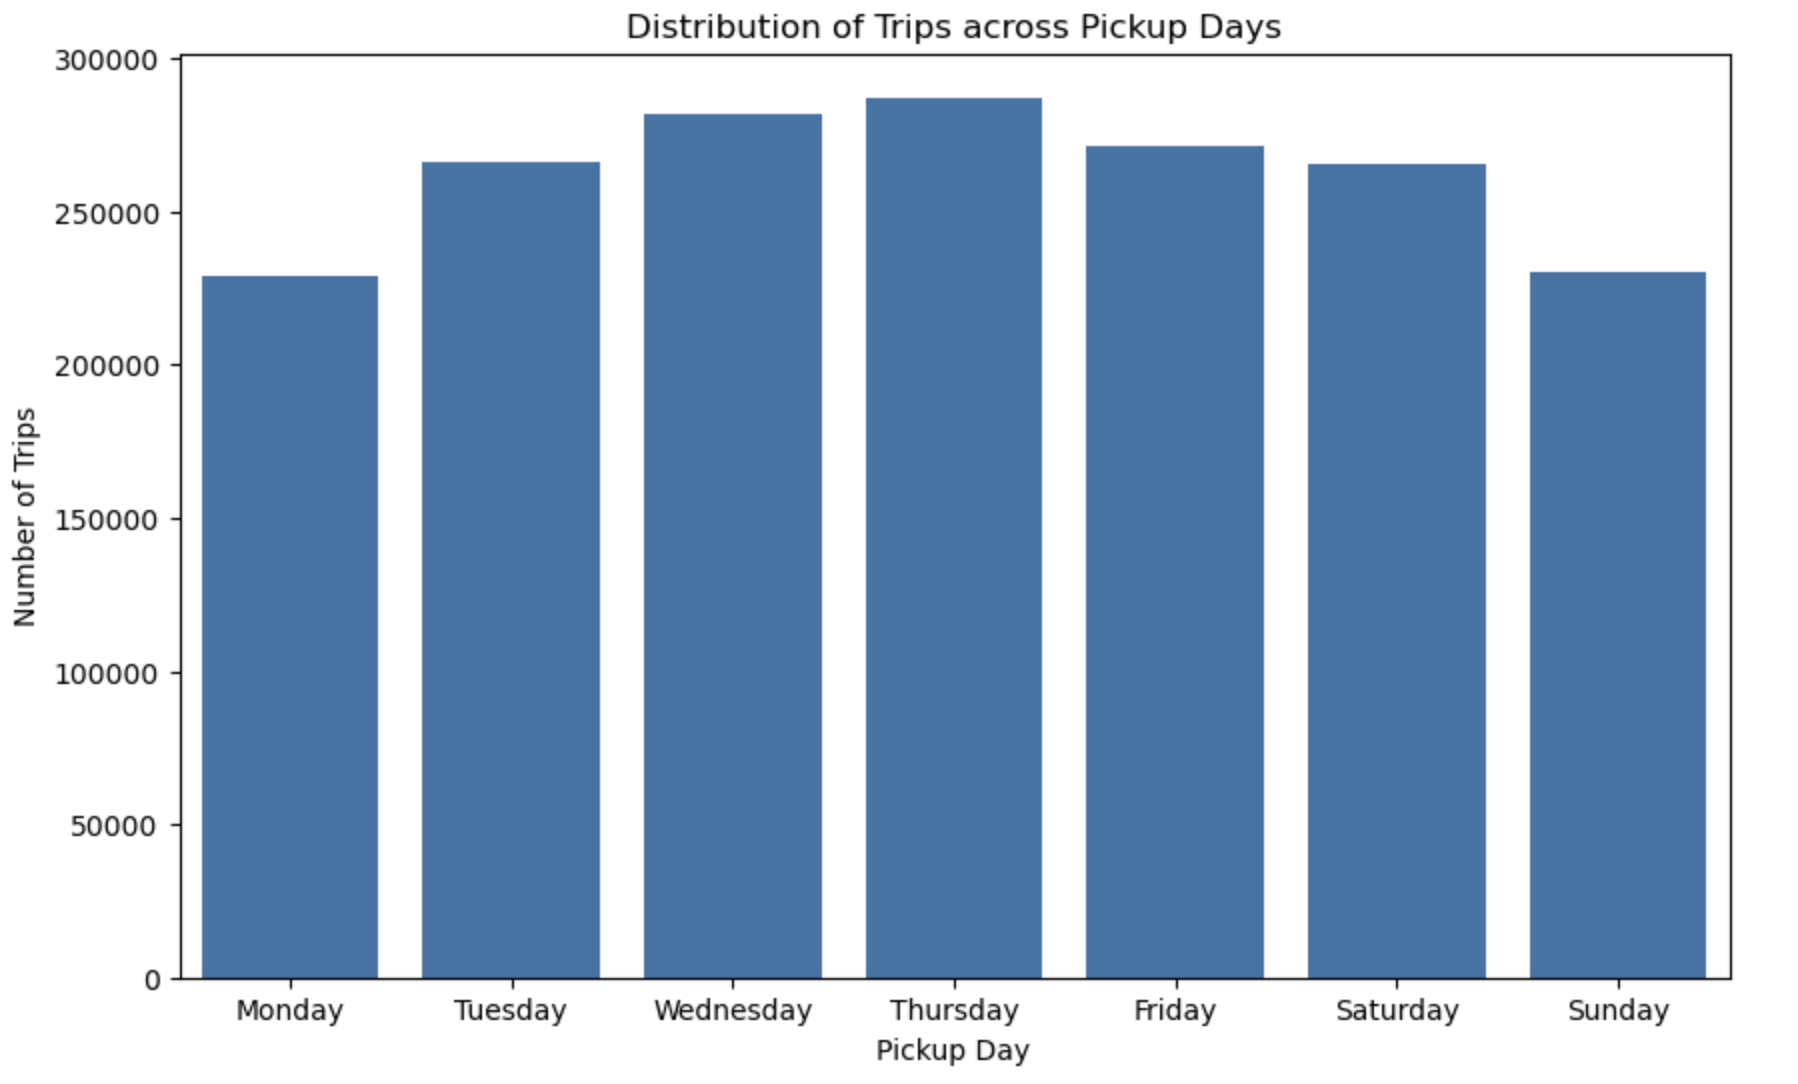 Distribution of Trips across Pickup Days
300000
250000
200000
150000
100000
50000
0
Number of Trips
Monday Tuesday Wednesday Thursday Friday Saturday Sunday
Pickup Day